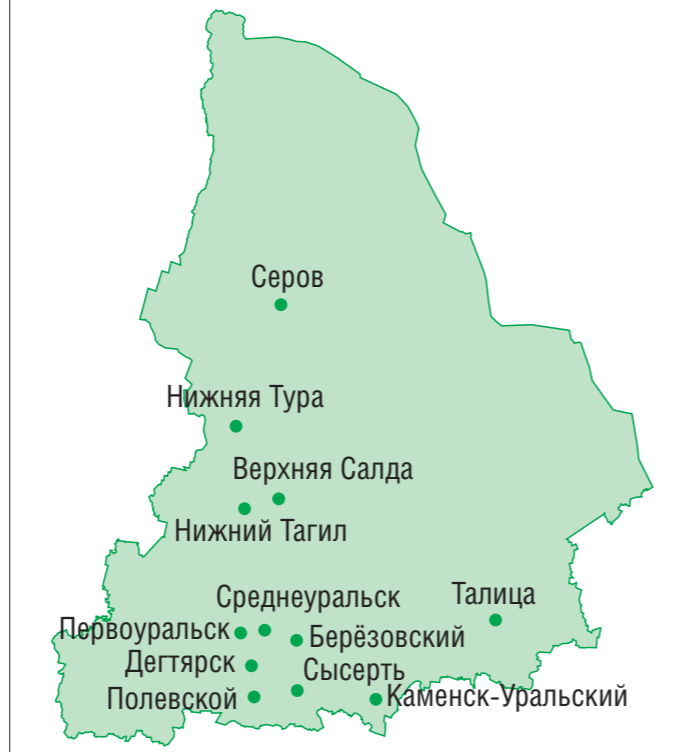 Серов
Нижняя Тура
Верхняя Салда
Нижний Тагил
Среднеуральск
Талица
Первоуральск
Берёзовский
Дегтярск
Сысерть
Полевской
Каменск-Уральский